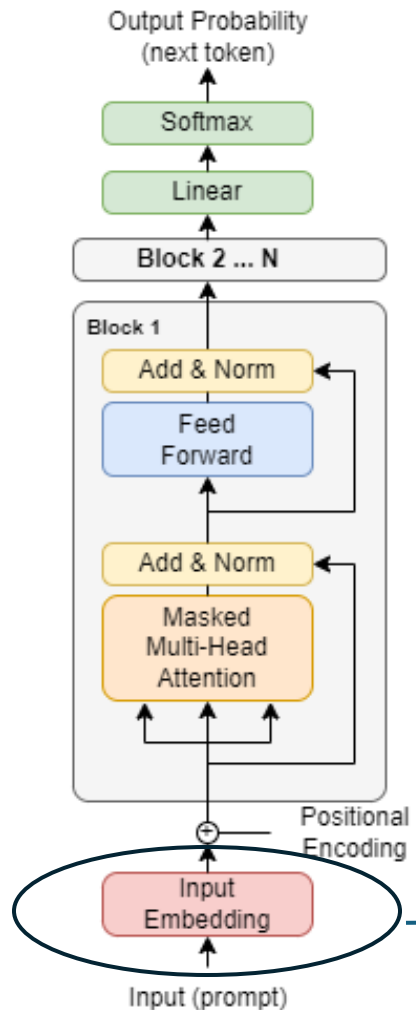 Output Probability
(next token)
Softmax
Linear
Block 2 ... N
Block 1
Add & Norm
Feed
Forward
Add & Norm
Masked
Multi-Head
Attention
Positional
Encoding
Input
Embedding
Input (prompt)